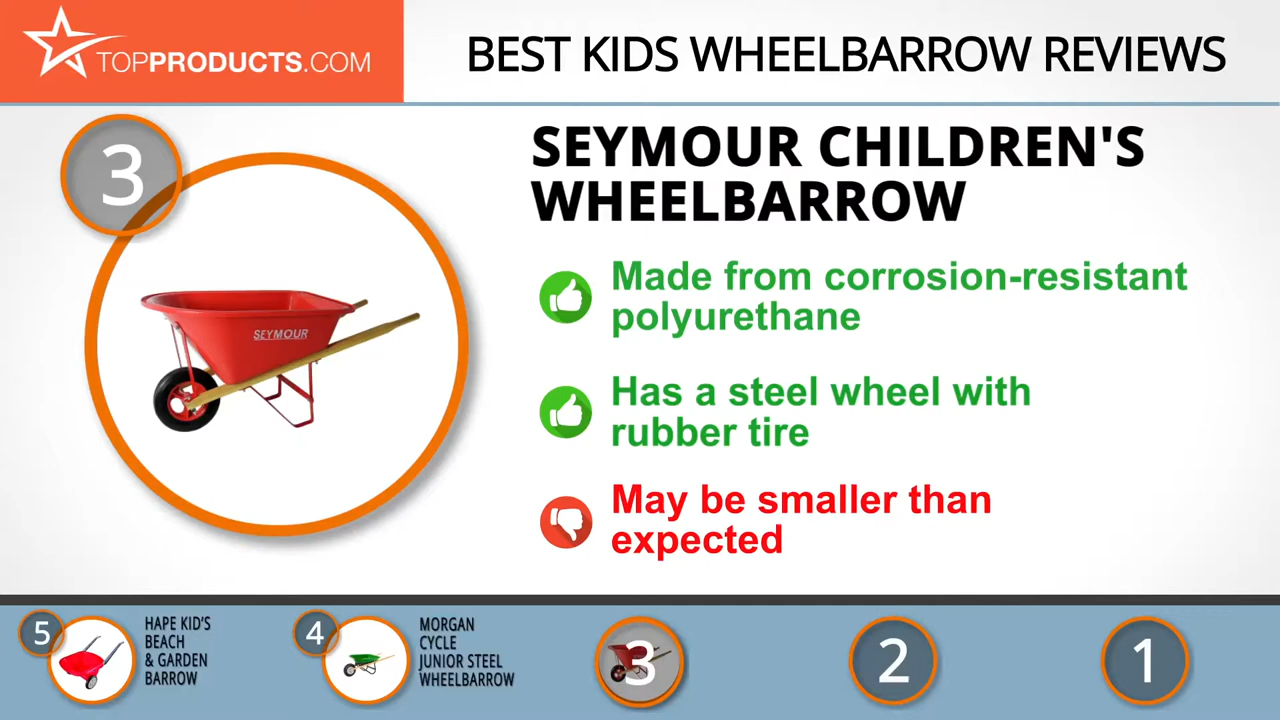 TOPPRODUCTS.COM
BEST KIDS WHEELBARROW REVIEWS
3
SEYMOUR CHILDREN'S
WHEELBARROW
SEYMOUR
Made from corrosion-resistant
polyurethane
Has a steel wheel with
rubber tire
May be smaller than
expected
5
HAPE KID'S
BEACH
& GARDEN
BARROW
4
MORGAN
CYCLE
JUNIOR STEEL
WHEELBARROW
3
2
1